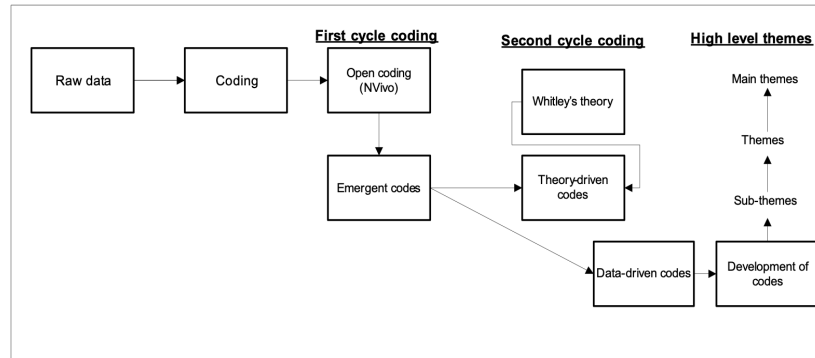 First cycle coding
Second cycle coding
High level themes
Raw data
Coding
Open coding
(NVivo)
Whitley's theory
Main themes
Themes
Emergent codes
Theory-driven
codes
Sub-themes
Data-driven codes
Development of
codes